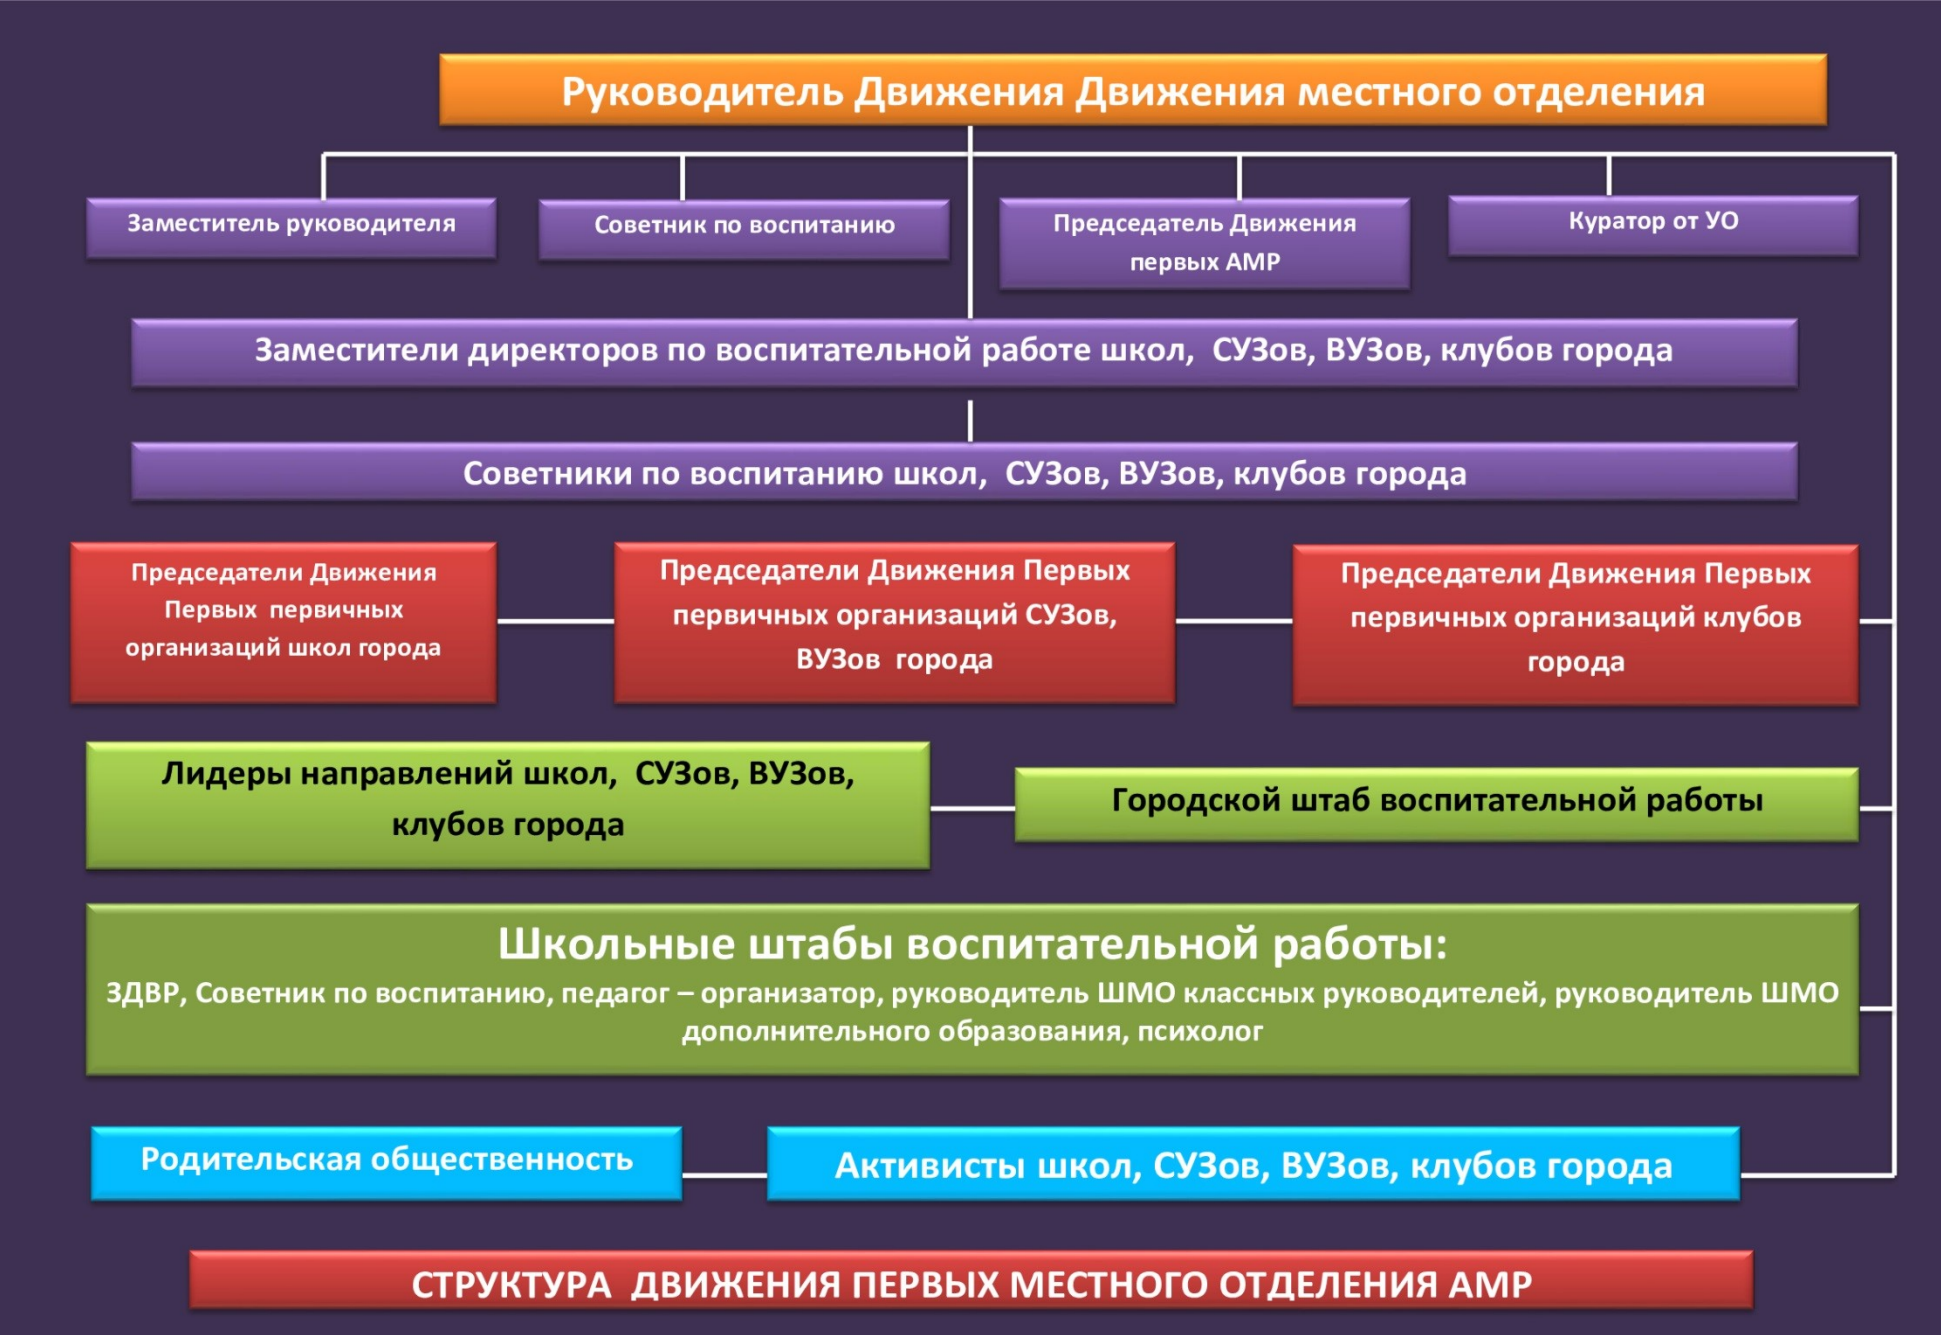 Руководитель Движения Движения местного отделения
Заместитель руководителя
Советник по воспитанию
Председатель Движения
первых АМР
Куратор от УО
Заместители директоров по воспитательной работе школ, СУЗов, ВУЗов, клубов города
Советники по воспитанию школ, СУЗов, ВУЗов, клубов города
Председатели Движения
Первых первичных
организаций школ города
Председатели Движения Первых
первичных организаций СУЗов,
ВУЗов города
Председатели Движения Первых
первичных организаций клубов
города
Лидеры направлений школ, СУЗов, ВУЗов,
клубов города
Городской штаб воспитательной работы
Школьные штабы воспитательной работы:
ЗДВР, Советник по воспитанию, педагог – организатор, руководитель ШМО классных руководителей, руководитель ШМО
дополнительного образования, психолог
Родительская общественность
Активисты школ, СУЗов, ВУЗов, клубов города
СТРУКТУРА ДВИЖЕНИЯ ПЕРВЫХ МЕСТНОГО ОТДЕЛЕНИЯ АМР